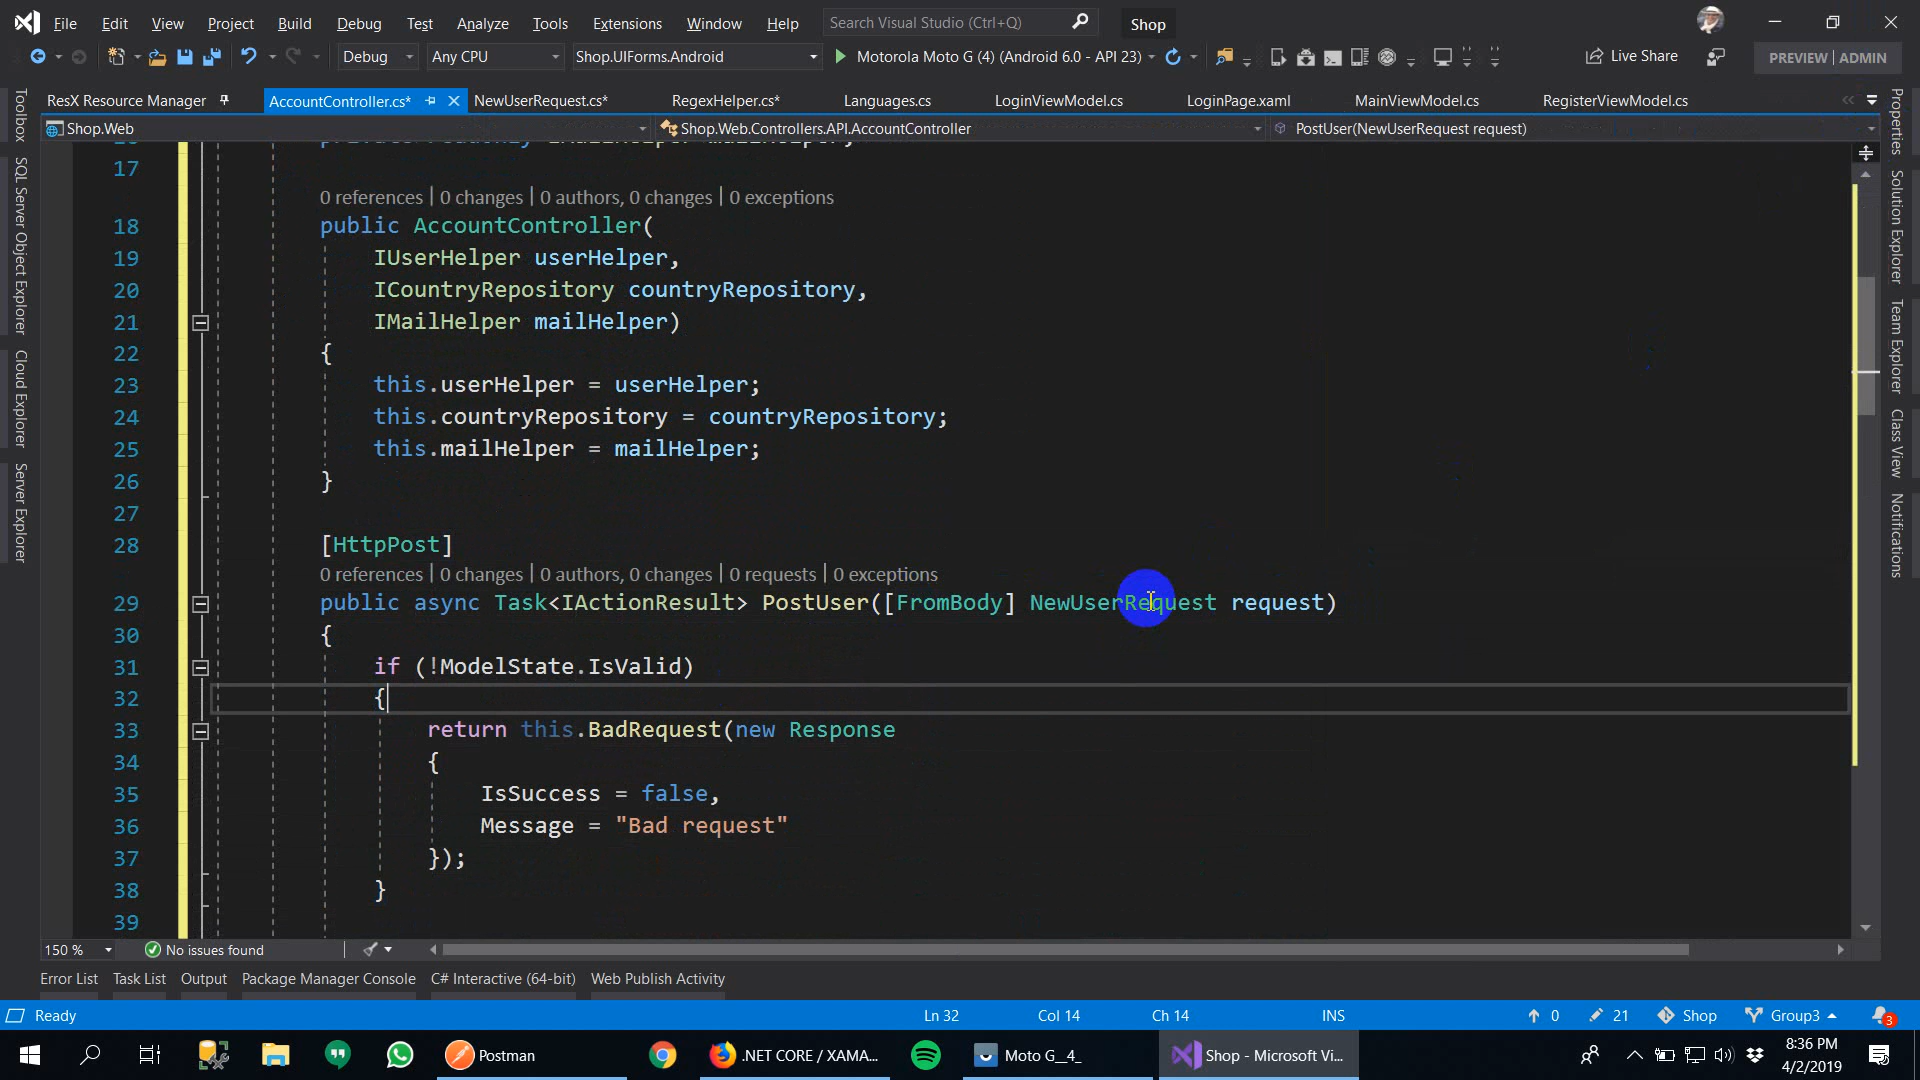 File Edit View Project Build Debug Test Analyze Tools Extensions Window Help Search Visual Studio (Ctrl+Q) Shop
Debug Any CPU Shop.UIForms.Android Motorola Moto G (4) (Android 6.0 - API 23) Live Share PREVIEW | ADMIN
ResX Resource Manager AccountController.cs* NewUserRequest.cs* RegexHelper.cs* Languages.cs LoginViewModel.cs LoginPage.xaml MainViewModel.cs RegisterViewModel.cs
Shop.Web Shop.Web.Controllers.API.AccountController PostUser(NewUserRequest request)
Toolbox
SQL Server Object Explorer
Cloud Explorer
Server Explorer
17
0 references | 0 changes | 0 authors, 0 changes | 0 exceptions
18 public AccountController(
19 IUserHelper userHelper,
20 ICountryRepository countryRepository,
21 IMailHelper mailHelper)
22 {
23 this.userHelper = userHelper;
24 this.countryRepository = countryRepository;
25 this.mailHelper = mailHelper;
26 }
27
28 [HttpPost]
0 references | 0 changes | 0 authors, 0 changes | 0 requests | 0 exceptions
29 public async Task<IActionResult> PostUser([FromBody] NewUserRequest request)
30 {
31 if (!ModelState.IsValid)
32 {
33 return this.BadRequest(new Response
34 {
35 IsSuccess = false,
36 Message = "Bad request"
37 });
38 }
39
Properties
Solution Explorer
Team Explorer
Class View
Notifications
150 % No issues found
Error List Task List Output Package Manager Console C# Interactive (64-bit) Web Publish Activity
Ready Ln 32 Col 14 Ch 14 INS 0 21 Shop Group3 3
Postman .NET CORE / XAMA... Moto G__4_ Shop - Microsoft Vi... 8:36 PM
4/2/2019